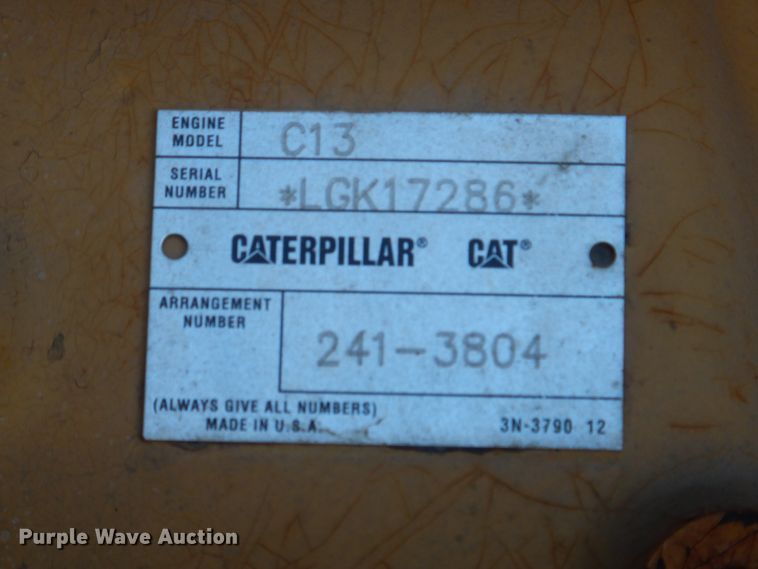 ENGINE MODEL C13
SERIAL NUMBER *LGK17286*
CATERPILLAR® CAT®
ARRANGEMENT NUMBER 241-3804
(ALWAYS GIVE ALL NUMBERS)
MADE IN U.S.A. 3N-3790 12
Purple Wave Auction